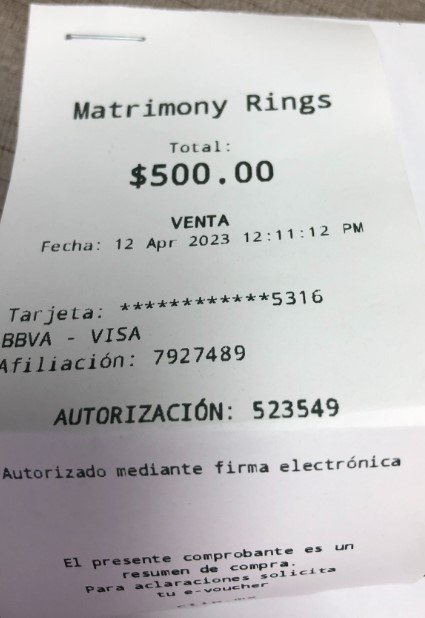 Matrimony Rings
Total:
$500.00
VENTA
Fecha: 12 Apr 2023 12:11:12 PM
Tarjeta: ************5316
BBVA - VISA
Afiliación: 7927489
AUTORIZACIÓN: 523549
Autorizado mediante firma electrónica
El presente comprobante es un
resumen de compra.
Para aclaraciones solicita
tu e-voucher